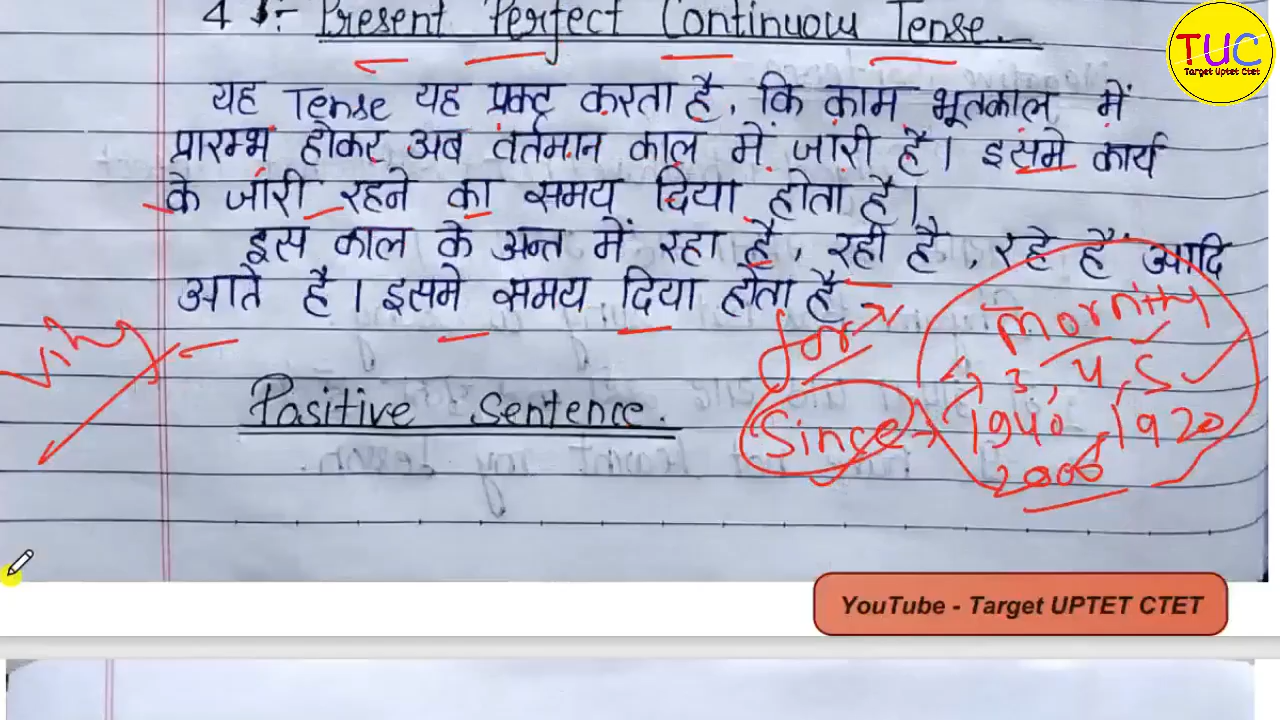 4 :- Present Perfect Continuous Tense.
TUC
Target Uptet Ctet
यह Tense यह प्रकट करता है, कि काम भूतकाल में
प्रारम्भ होकर अब वर्तमान काल में जारी है। इसमे कार्य
के जारी रहने का समय दिया होता है।
इस काल के अन्त में रहा है, रही है, रहे हैं आदि
आते है। इसमे समय दिया होता है
for
morning
2, 3, 4, 5
Positive Sentence.
Since
1940, 1920
2006
YouTube - Target UPTET CTET